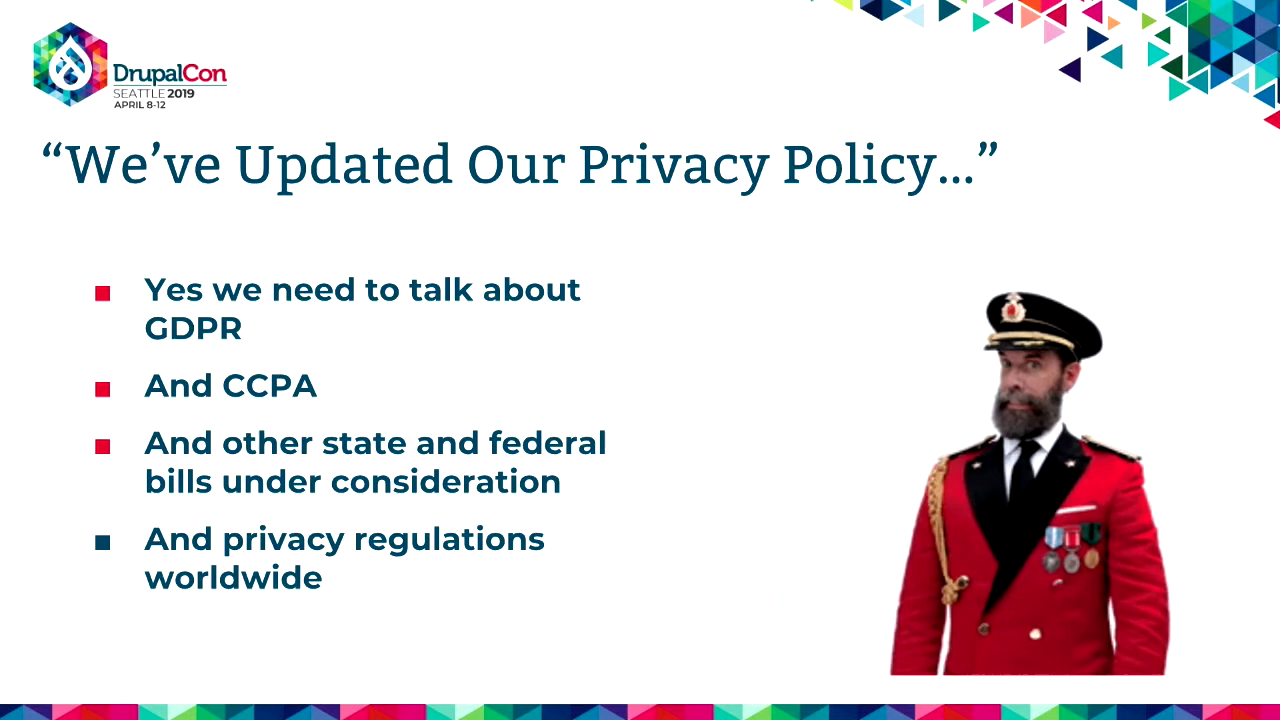 DrupalCon
SEATTLE 2019
APRIL 8-12
“We’ve Updated Our Privacy Policy...”
Yes we need to talk about
GDPR
And CCPA
And other state and federal
bills under consideration
And privacy regulations
worldwide